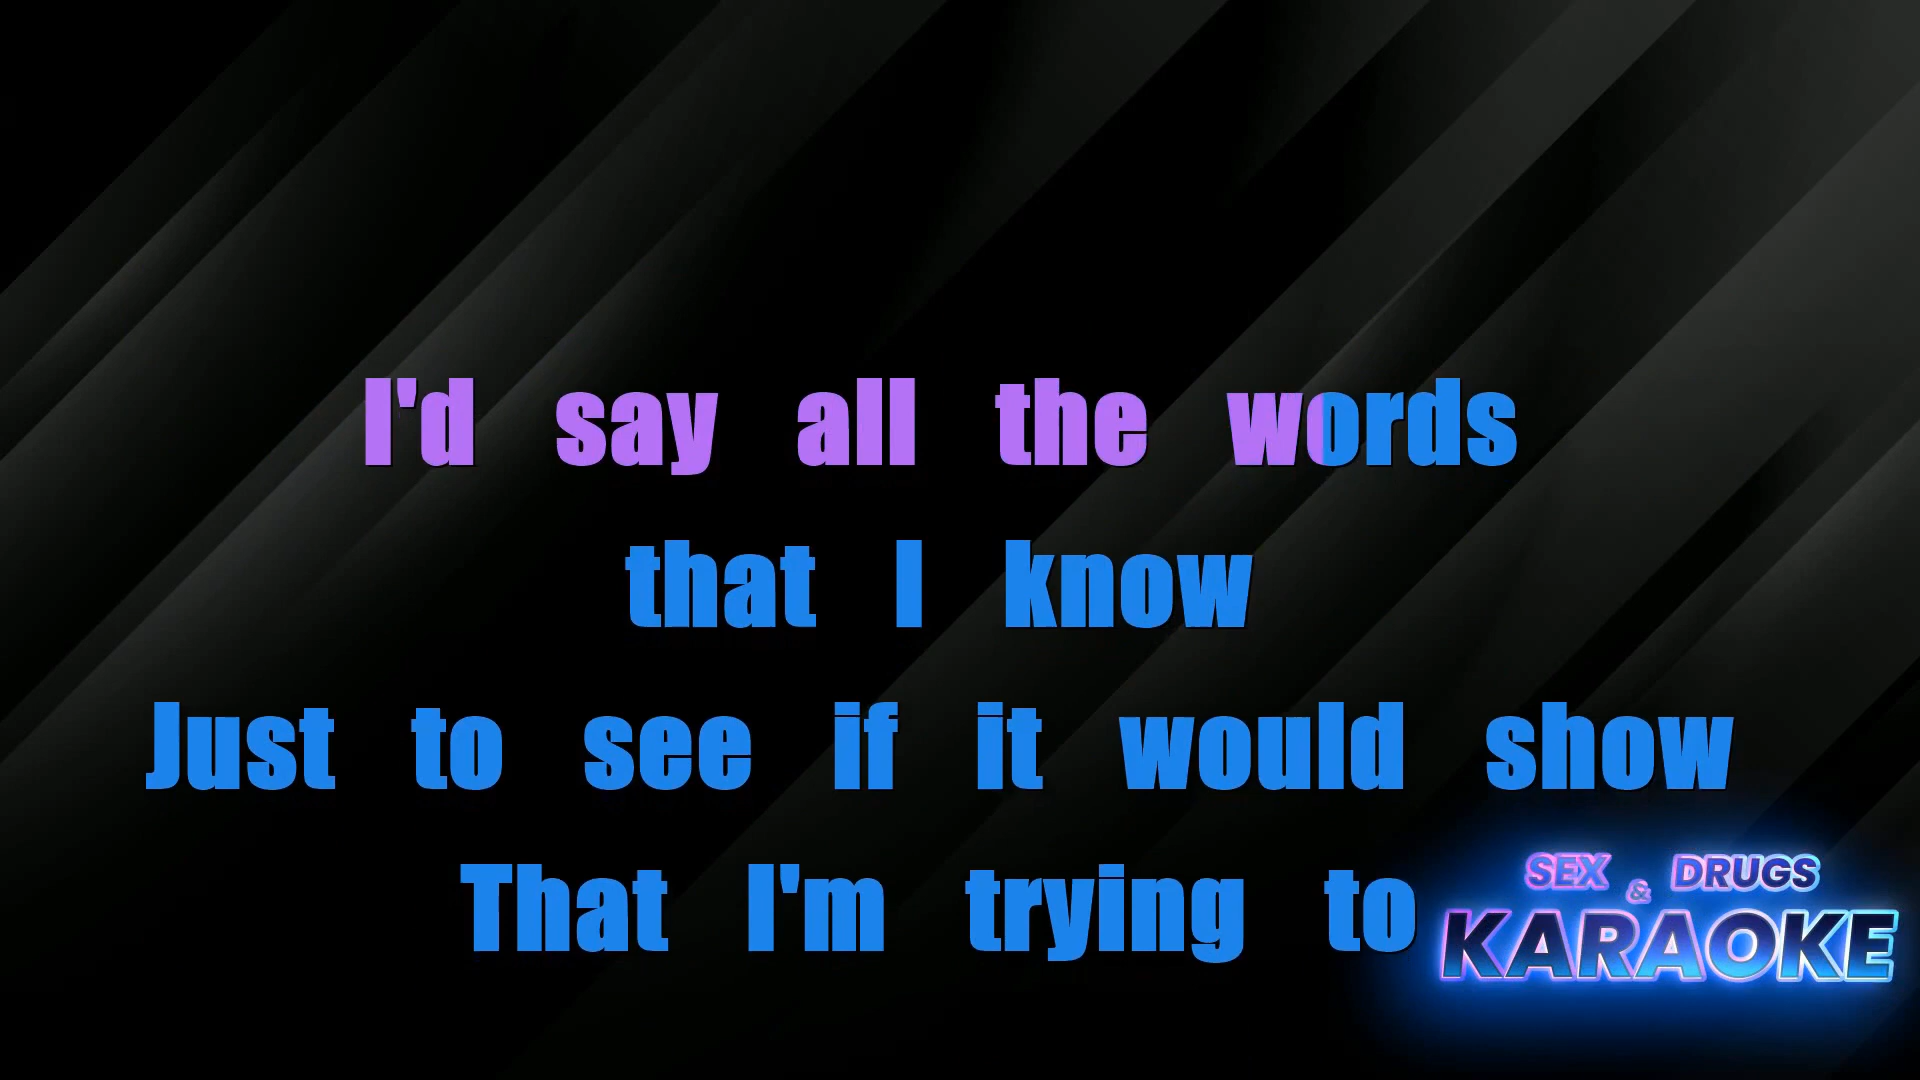 I'd say all the words
that I know
Just to see if it would show
That I'm trying to
SEX & DRUGS
KARAOKE